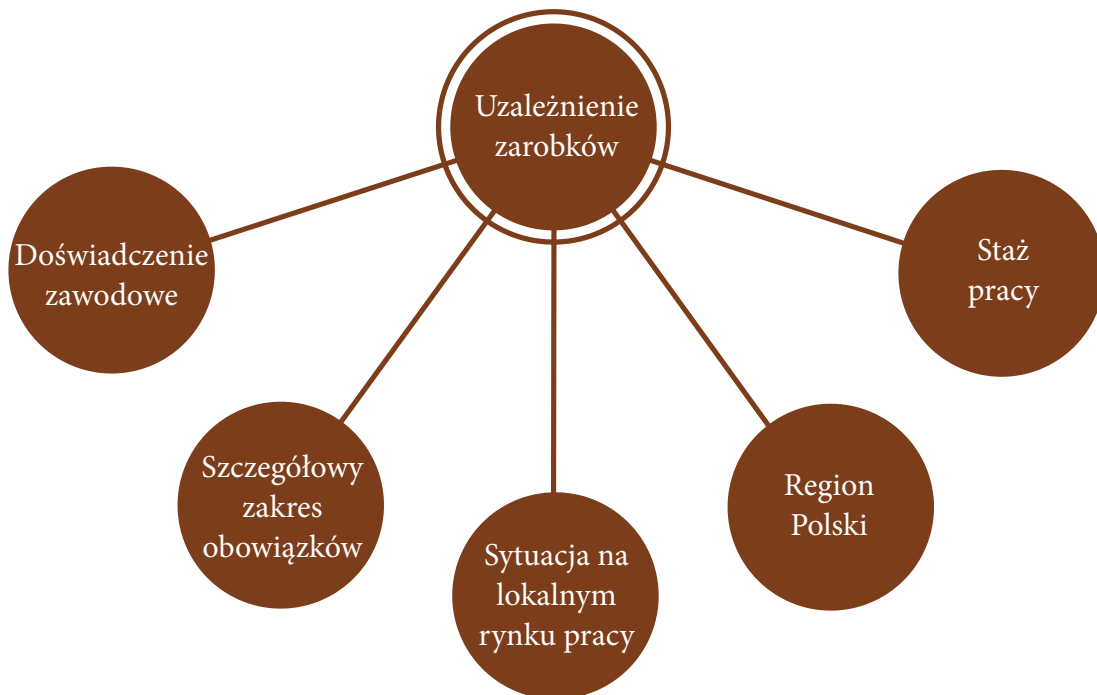 Uzależnienie
zarobków
Doświadczenie
zawodowe
Staż
pracy
Szczegółowy
zakres
obowiązków
Region
Polski
Sytuacja na
lokalnym
rynku pracy